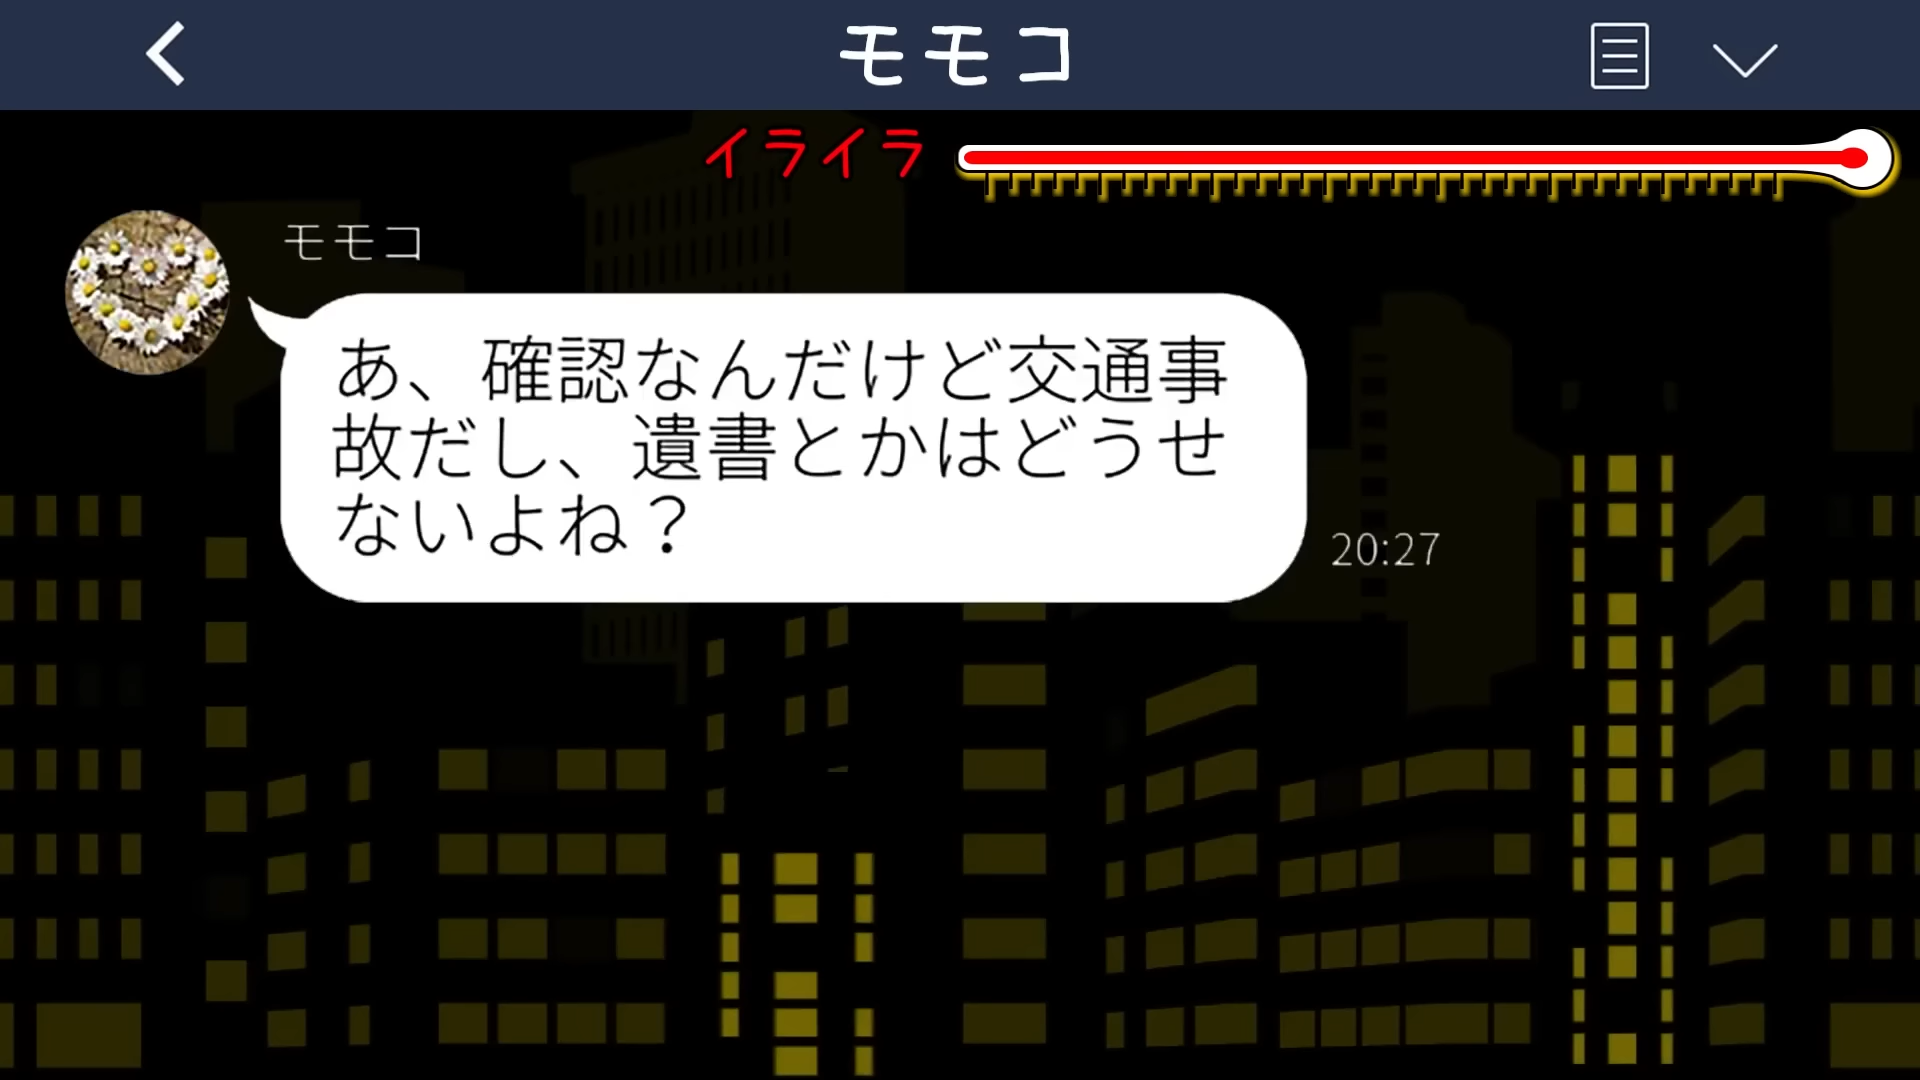 モモコ
イライラ
モモコ
あ、確認なんだけど交通事
故だし、遺書とかはどうせ
ないよね？
20:27